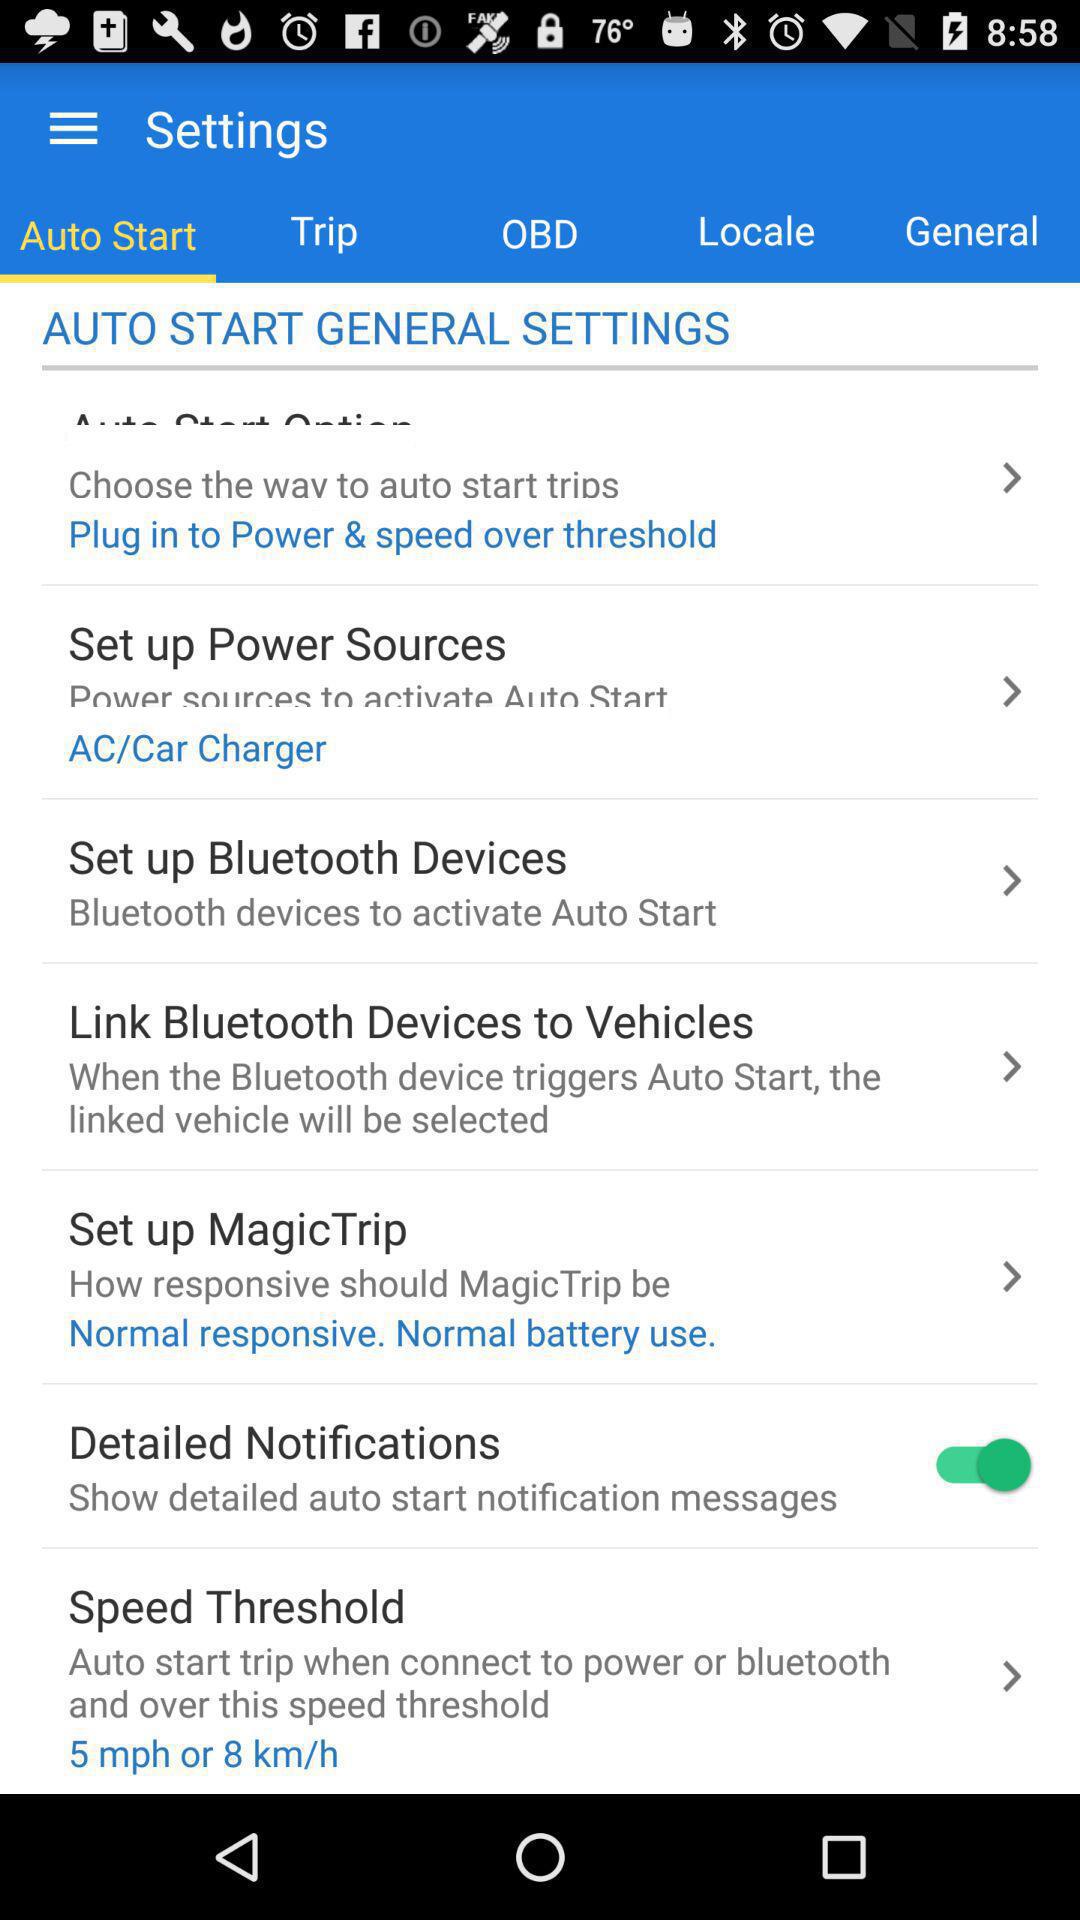 FAKE 76° 8:58
Settings
Auto Start Trip OBD Locale General
AUTO START GENERAL SETTINGS
Auto Start Option
Choose the way to auto start trips
Plug in to Power & speed over threshold
Set up Power Sources
Power sources to activate Auto Start
AC/Car Charger
Set up Bluetooth Devices
Bluetooth devices to activate Auto Start
Link Bluetooth Devices to Vehicles
When the Bluetooth device triggers Auto Start, the
linked vehicle will be selected
Set up MagicTrip
How responsive should MagicTrip be
Normal responsive. Normal battery use.
Detailed Notifications
Show detailed auto start notification messages
Speed Threshold
Auto start trip when connect to power or bluetooth
and over this speed threshold
5 mph or 8 km/h